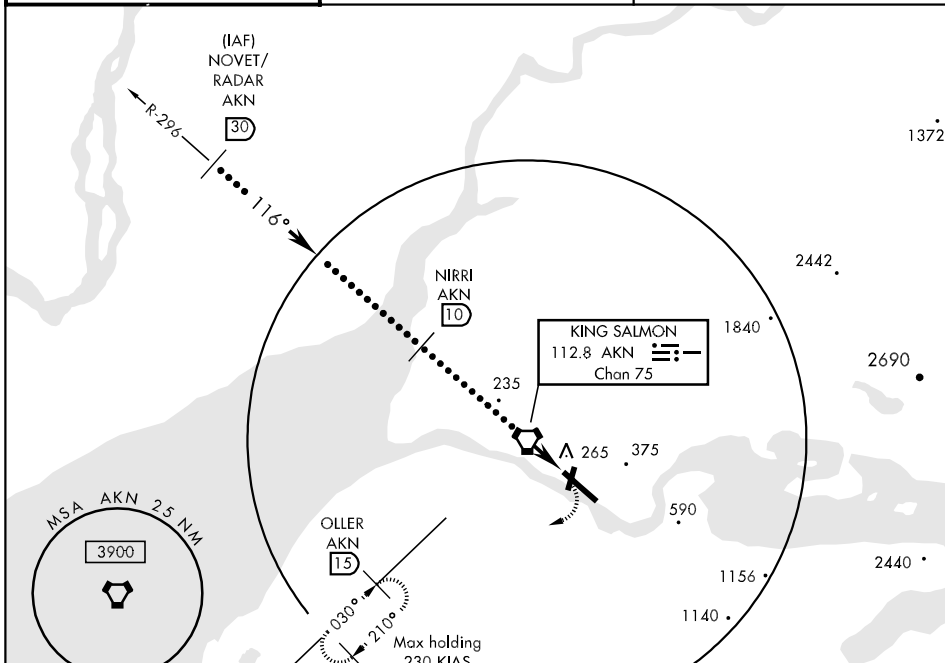 (IAF)
NOVET/
RADAR
AKN
30
R-296
1372
116°
2442
NIRRI
AKN
10
1840
KING SALMON
112.8 AKN
Chan 75
2690
235
265
375
MSA AKN 25 NM
3900
OLLER
AKN
15
590
2440
1156
030°
210°
1140
Max holding
230 KIAS